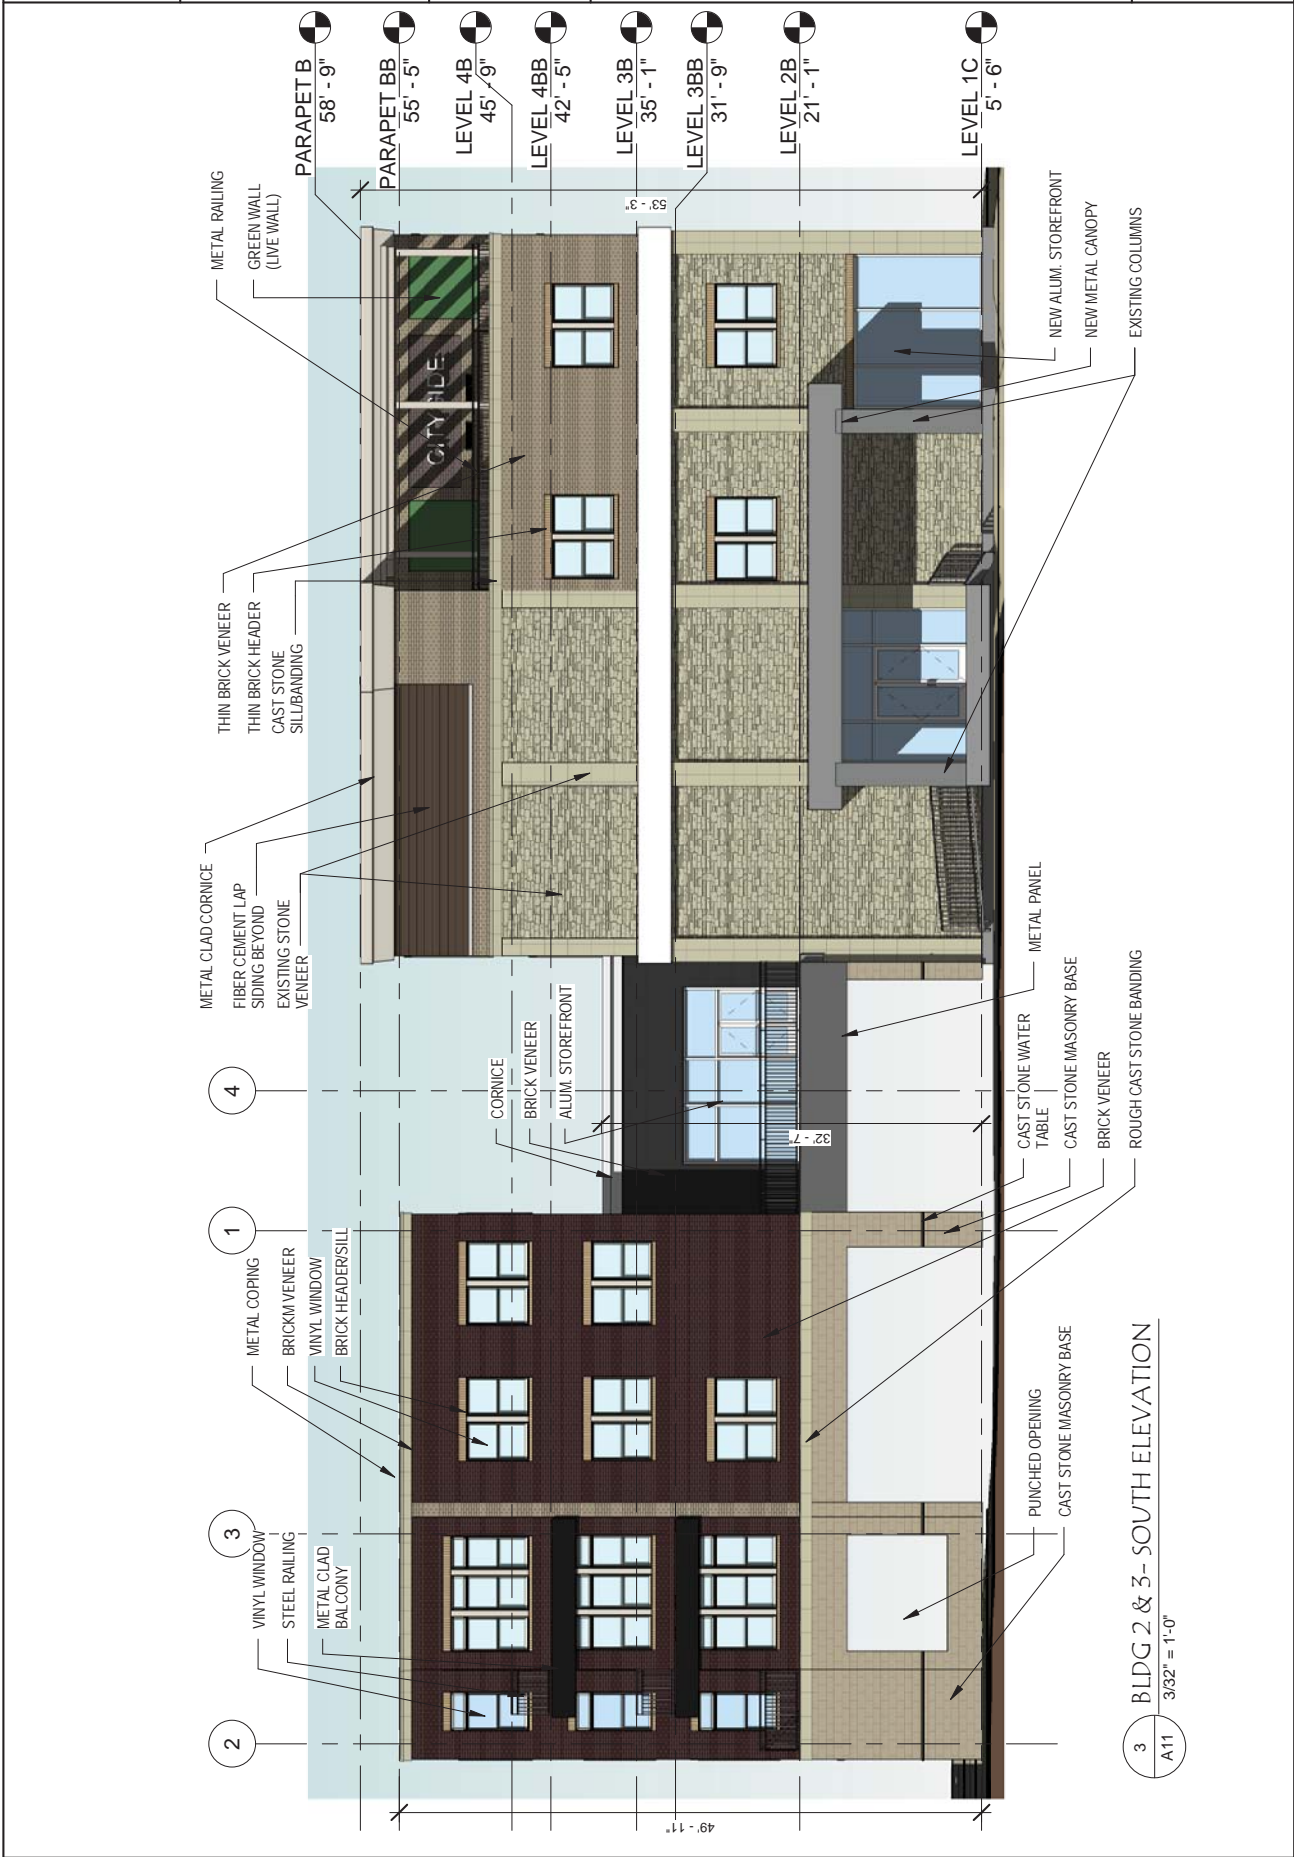 2
3
1
4
VINYL WINDOW
STEEL RAILING
METAL CLAD
BALCONY
METAL COPING
BRICKM VENEER
VINYL WINDOW
BRICK HEADER/SILL
CORNICE
BRICK VENEER
ALUM. STOREFRONT
METAL CLAD CORNICE
FIBER CEMENT LAP
SIDING BEYOND
EXISTING STONE
VENEER
THIN BRICK VENEER
THIN BRICK HEADER
CAST STONE
SILL/BANDING
METAL RAILING
GREEN WALL
(LIVE WALL)
PARAPET B
58' - 9"
PARAPET BB
55' - 5"
LEVEL 4B
45' - 9"
LEVEL 4BB
42' - 5"
LEVEL 3B
35' - 1"
LEVEL 3BB
31' - 9"
LEVEL 2B
21' - 1"
LEVEL 1C
5' - 6"
49' - 11"
32' - 7"
53' - 3"
PUNCHED OPENING
CAST STONE MASONRY BASE
CAST STONE WATER
TABLE
CAST STONE MASONRY BASE
BRICK VENEER
ROUGH CAST STONE BANDING
METAL PANEL
NEW ALUM. STOREFRONT
NEW METAL CANOPY
EXISTING COLUMNS
3
A11
BLDG 2 & 3- SOUTH ELEVATION
3/32" = 1'-0"